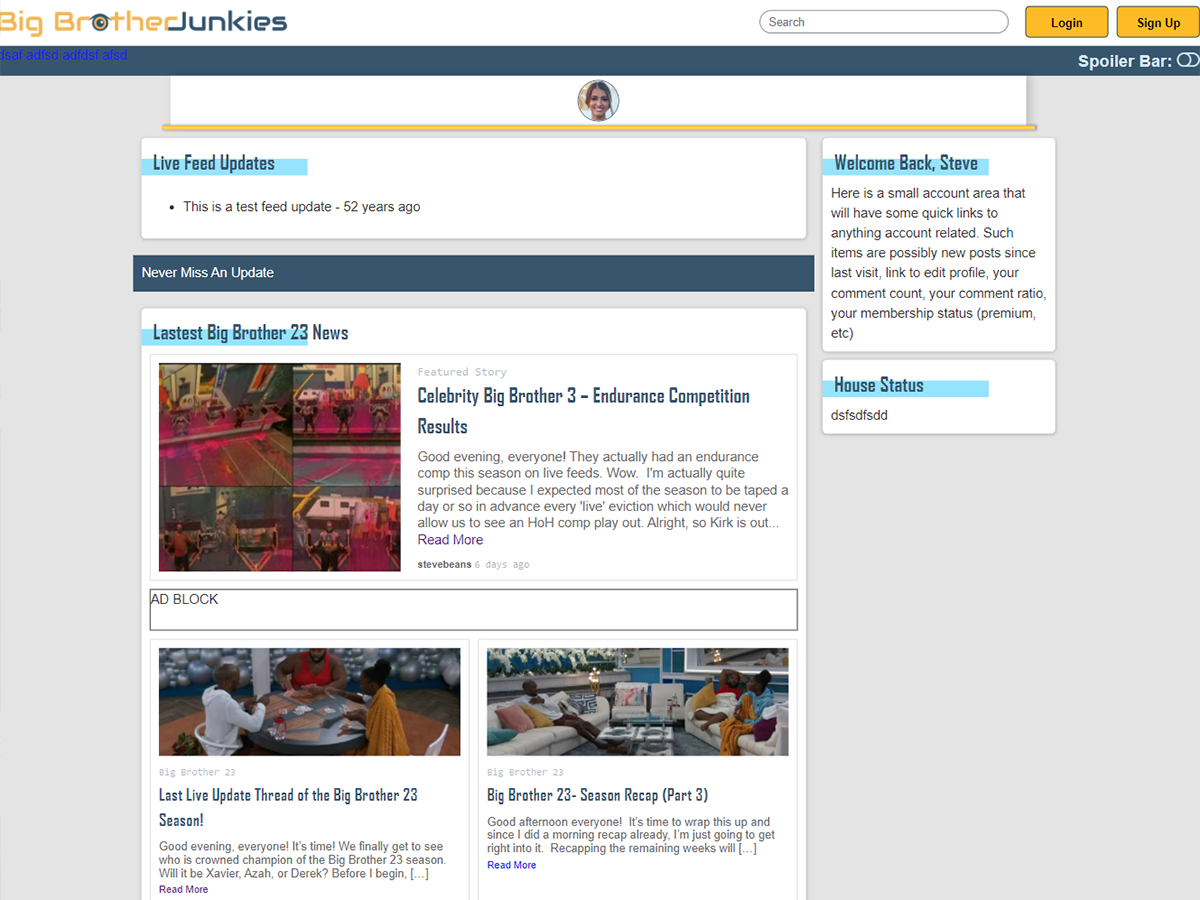 Big BrotherJunkies
Search
Login
Sign Up
dsaf adfsd adfdsf afsd
Spoiler Bar:
Live Feed Updates
This is a test feed update - 52 years ago
Never Miss An Update
Lastest Big Brother 23 News
Featured Story
Celebrity Big Brother 3 – Endurance Competition
Results
Good evening, everyone! They actually had an endurance
comp this season on live feeds. Wow.  I'm actually quite
surprised because I expected most of the season to be taped a
day or so in advance every 'live' eviction which would never
allow us to see an HoH comp play out. Alright, so Kirk is out...
Read More
stevebeans 6 days ago
AD BLOCK
Big Brother 23
Last Live Update Thread of the Big Brother 23
Season!
Good evening, everyone! It's time! We finally get to see
who is crowned champion of the Big Brother 23 season.
Will it be Xavier, Azah, or Derek? Before I begin, […]
Read More
Big Brother 23
Big Brother 23- Season Recap (Part 3)
Good afternoon everyone!  It's time to wrap this up and
since I did a morning recap already, I'm just going to get
right into it.  Recapping the remaining weeks will […]
Read More
Welcome Back, Steve
Here is a small account area that
will have some quick links to
anything account related. Such
items are possibly new posts since
last visit, link to edit profile, your
comment count, your comment ratio,
your membership status (premium,
etc)
House Status
dsfsdfsdd